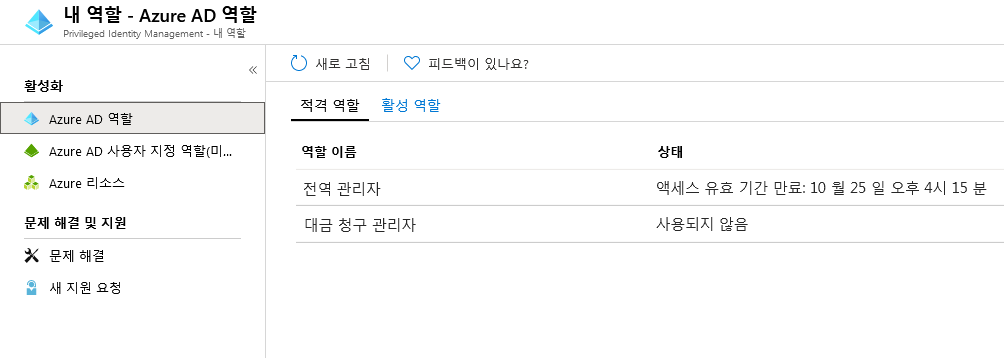 내 역할 - Azure AD 역할
Privileged Identity Management - 내 역할
«
활성화
Azure AD 역할
Azure AD 사용자 지정 역할(미...
Azure 리소스
문제 해결 및 지원
문제 해결
새 지원 요청
새로 고침
피드백이 있나요?
적격 역할 활성 역할
역할 이름 상태
전역 관리자 액세스 유효 기간 만료: 10 월 25 일 오후 4시 15 분
대금 청구 관리자 사용되지 않음